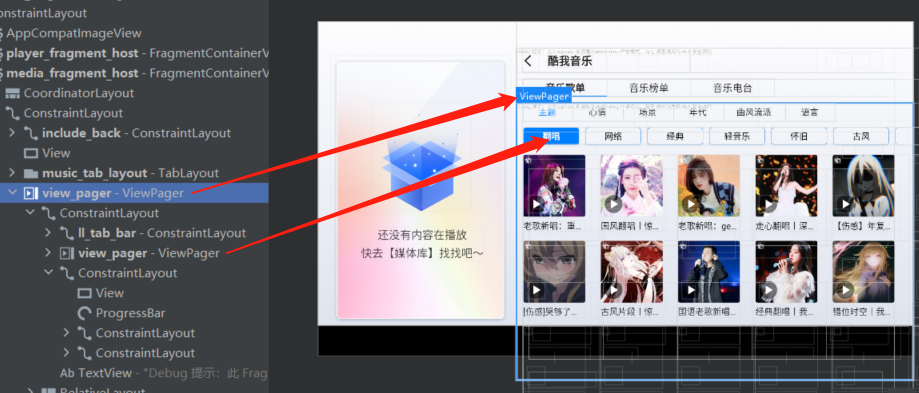 onstraintLayout
AppCompatImageView
player_fragment_host - FragmentContainerV
media_fragment_host - FragmentContainerV
CoordinatorLayout
ConstraintLayout
include_back - ConstraintLayout
View
music_tab_layout - TabLayout
view_pager - ViewPager
ConstraintLayout
ll_tab_bar - ConstraintLayout
view_pager - ViewPager
ConstraintLayout
View
ProgressBar
ConstraintLayout
ConstraintLayout
Ab TextView - "Debug 提示：此 Frag
RelativeLayout
还没有内容在播放
快去【媒体库】找找吧～
酷我音乐
音乐歌单 音乐榜单 音乐电台
ViewPager
主题 心情 场景 年代 曲风流派 语言
翻唱 网络 经典 轻音乐 怀旧 古风
老歌新唱：重... 国风翻唱丨惊... 老歌新唱：ge... 走心翻唱丨深... 【伤感】年复...
[伤感]哭够了... 古风片段丨惊... 国语老歌新唱... 经典翻唱丨我... 错位时空丨我...